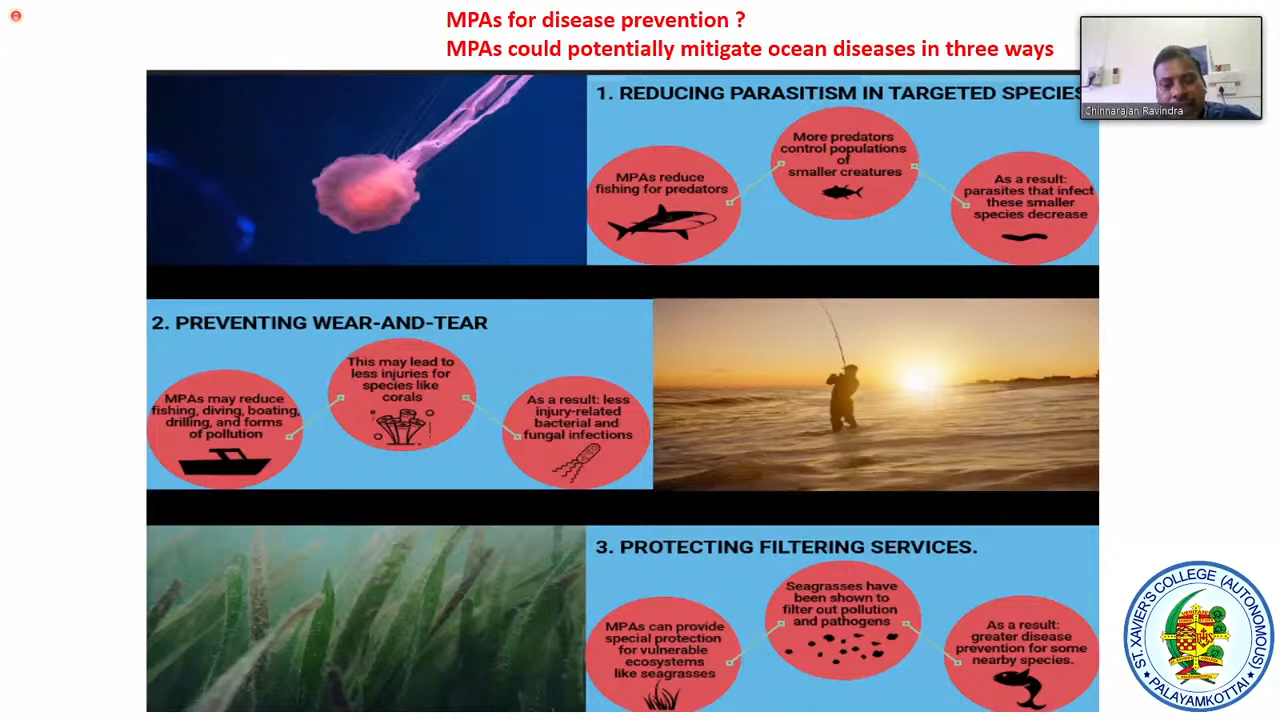 MPAs for disease prevention ?
MPAs could potentially mitigate ocean diseases in three ways
Chinnarajan Ravindra
1. REDUCING PARASITISM IN TARGETED SPECIES
MPAs reduce
fishing for predators
More predators
control populations
of
smaller creatures
As a result:
parasites that infect
these smaller
species decrease
2. PREVENTING WEAR-AND-TEAR
MPAs may reduce
fishing, diving, boating,
drilling, and forms
of pollution
This may lead to
less injuries for
species like
corals
As a result: less
injury-related
bacterial and
fungal infections
3. PROTECTING FILTERING SERVICES.
MPAs can provide
special protection
for vulnerable
ecosystems
like seagrasses
Seagrasses have
been shown to
filter out pollution
and pathogens
As a result:
greater disease
prevention for some
nearby species.
ST. XAVIER'S COLLEGE (AUTONOMOUS)
PALAYAMKOTTAI